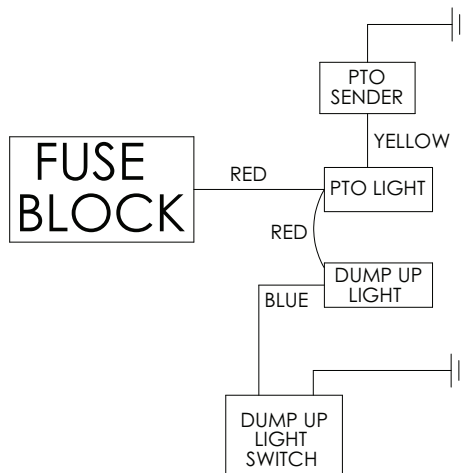 PTO
SENDER
YELLOW
FUSE
BLOCK
RED
PTO LIGHT
RED
DUMP UP
LIGHT
BLUE
DUMP UP
LIGHT
SWITCH